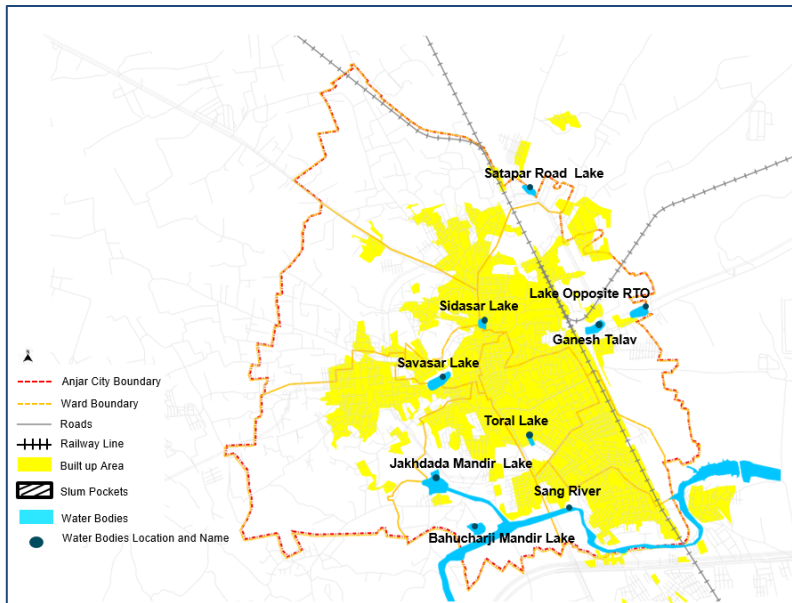 Satapar Road Lake
Lake Opposite RTO
Sidasar Lake
Ganesh Talav
Savasar Lake
Toral Lake
Jakhdada Mandir Lake
Sang River
Bahucharji Mandir Lake
N
Anjar City Boundary
Ward Boundary
Roads
Railway Line
Built up Area
Slum Pockets
Water Bodies
Water Bodies Location and Name